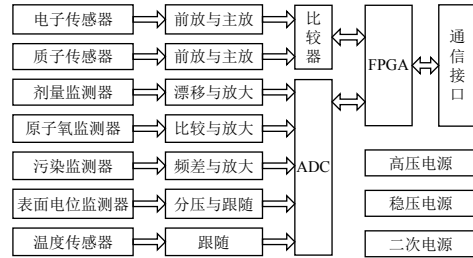 电子传感器
前放与主放
质子传感器
前放与主放
比较器
剂量监测器
漂移与放大
原子氧监测器
比较与放大
污染监测器
频差与放大
表面电位监测器
分压与跟随
温度传感器
跟随
ADC
FPGA
通信接口
高压电源
稳压电源
二次电源